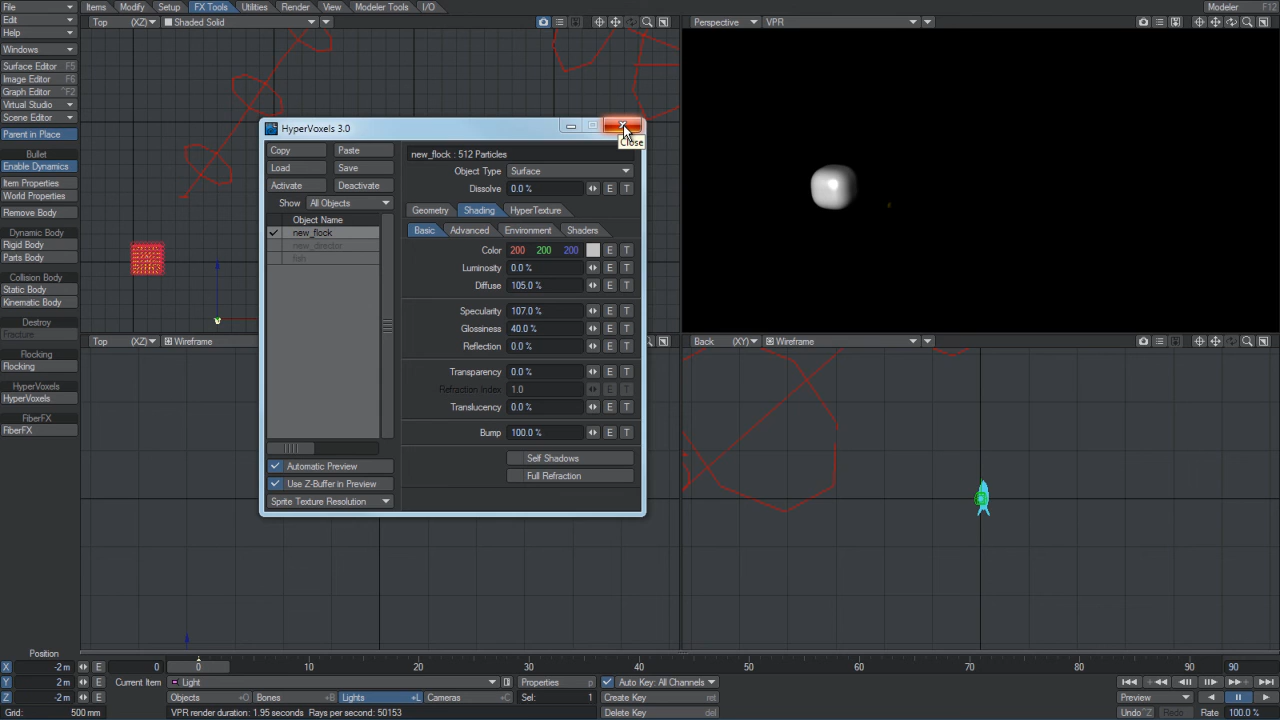 File
Items
Modify
Setup
FX Tools
Utilities
Render
Modeler Tools
I/O
Modeler
F12
Edit
Help
Windows
Surface Editor F5
Image Editor F6
Graph Editor ^F2
Virtual Studio
Scene Editor
Parent in Place
Bullet
Enable Dynamics
Item Properties
World Properties
Remove Body
Dynamic Body
Rigid Body
Parts Body
Collision Body
Static Body
Kinematic Body
Destroy
Fracture
Flocking
Flocking
HyperVoxels
HyperVoxels
FiberFX
FiberFX
Top (XZ) Shaded Solid
Perspective VPR
Top (XZ) Wireframe
Back (XY) Wireframe
HyperVoxels 3.0
Close
Copy Paste
Load Save
Activate Deactivate
Show All Objects
Object Name
new_flock
new_director
fish
Automatic Preview
Use Z-Buffer in Preview
Sprite Texture Resolution
new_flock : 512 Particles
Object Type Surface
Dissolve 0.0 % E T
Geometry Shading HyperTexture
Basic Advanced Environment Shaders
Color 200 200 200 E T
Luminosity 0.0 % E T
Diffuse 105.0 % E T
Specularity 107.0 % E T
Glossiness 40.0 % E T
Reflection 0.0 % E T
Transparency 0.0 % E T
Refraction Index 1.0 E T
Translucency 0.0 % E T
Bump 100.0 % E T
Self Shadows
Full Refraction
Position
X -2 m E
Y 2 m E
Z -2 m E
Grid: 500 mm
0 0 10 20 30 40 50 60 70 80 90 90
Current Item Light Properties p
Objects +O Bones +B Lights +L Cameras +C Sel: 1
VPR render duration: 1.95 seconds Rays per second: 50153
Auto Key: All Channels
Create Key ret
Delete Key del
Preview
Undo ^Z Redo z Rate 100.0 %